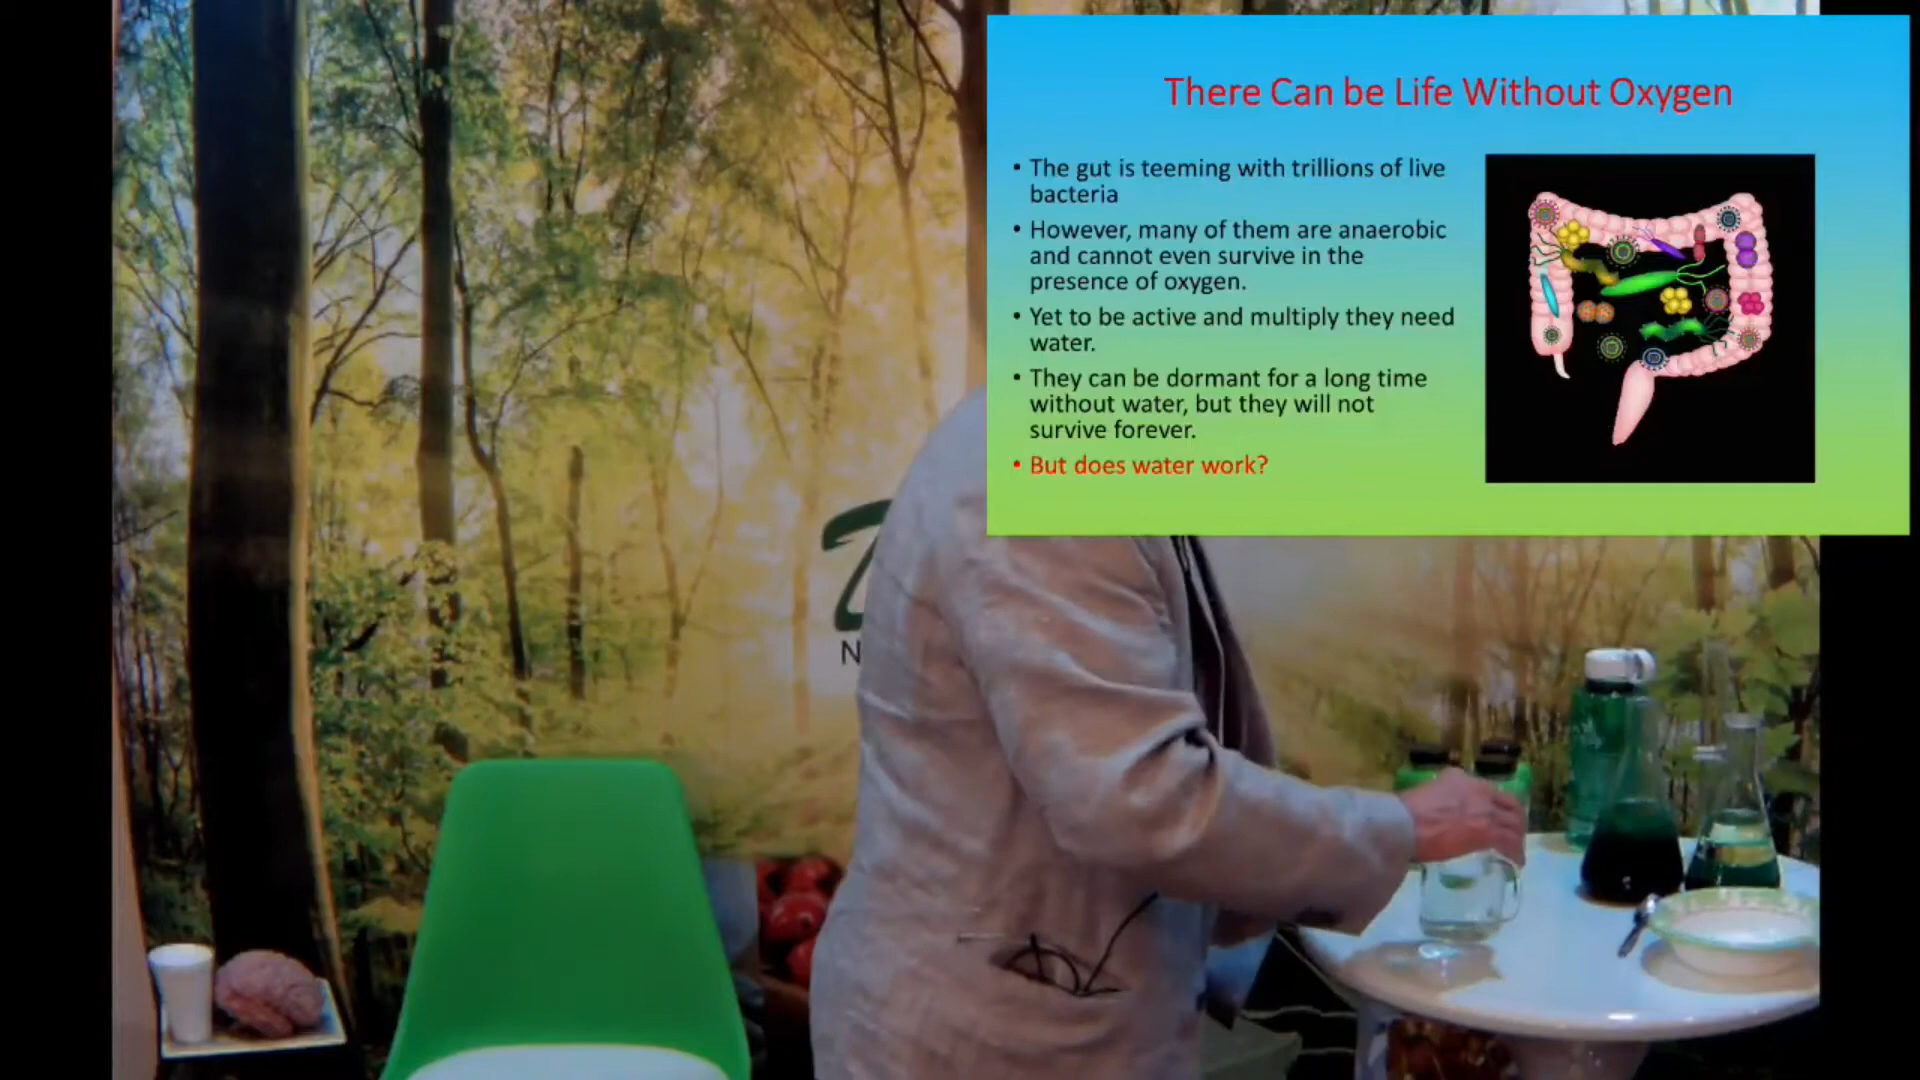 There Can be Life Without Oxygen
• The gut is teeming with trillions of live
bacteria
• However, many of them are anaerobic
and cannot even survive in the
presence of oxygen.
• Yet to be active and multiply they need
water.
• They can be dormant for a long time
without water, but they will not
survive forever.
• But does water work?